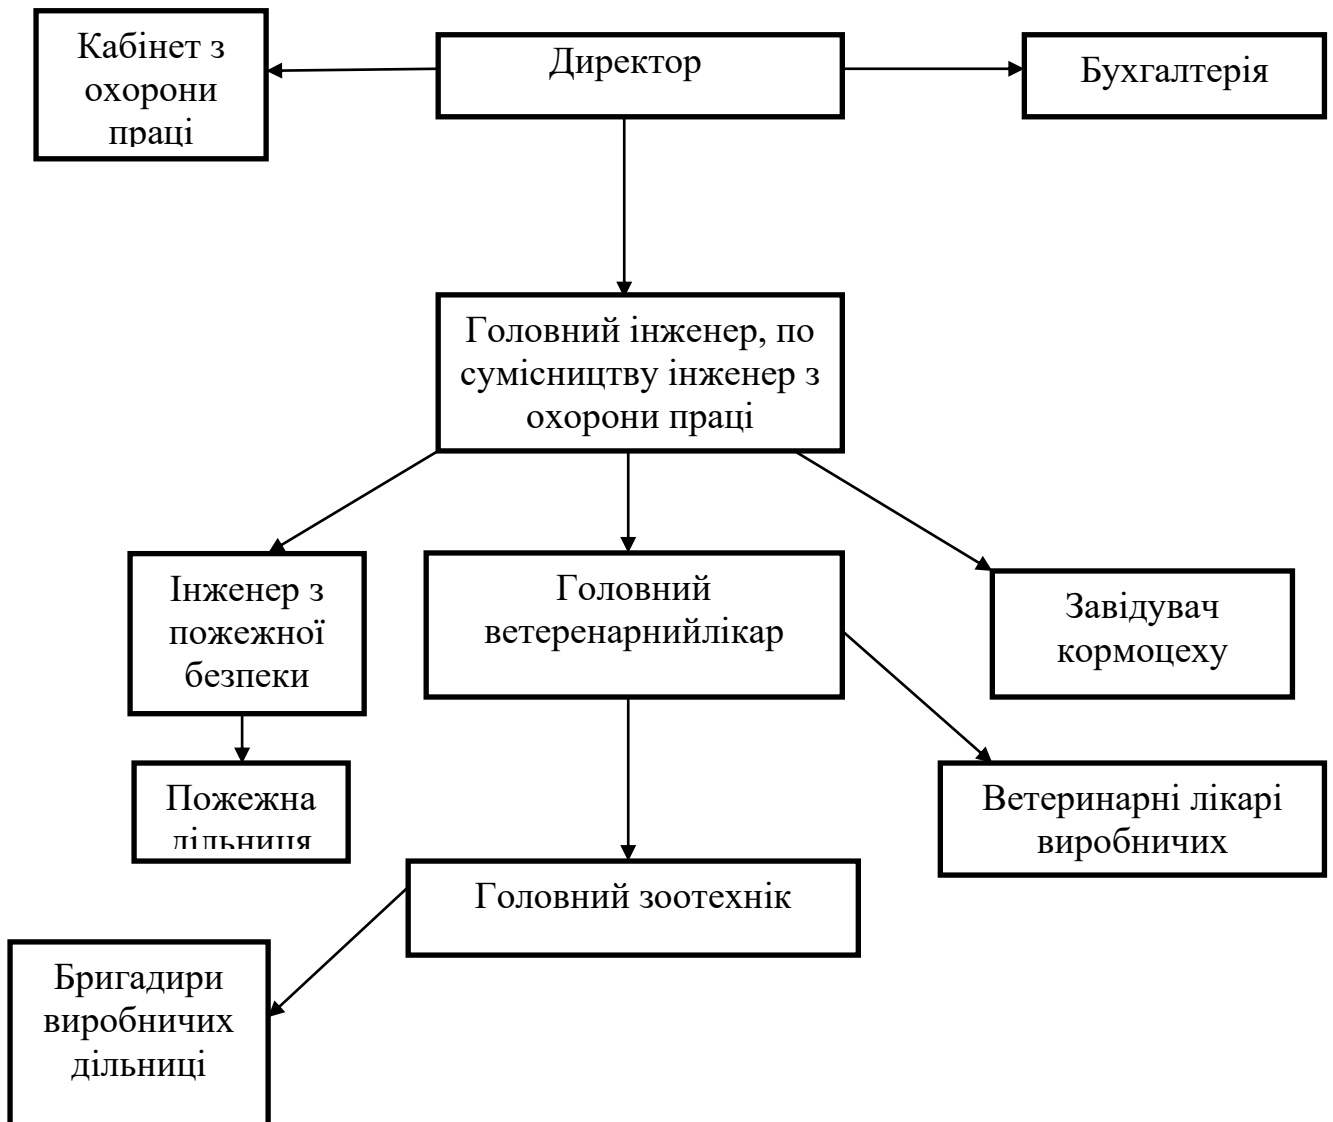 Кабінет з
охорони
праці
Директор
Бухгалтерія
Головний інженер, по
сумісництву інженер з
охорони праці
Інженер з
пожежної
безпеки
Головний
ветеренарнийлікар
Завідувач
кормоцеху
Пожежна
дільниця
Ветеринарні лікарі
виробничих
Головний зоотехнік
Бригадири
виробничих
дільниці